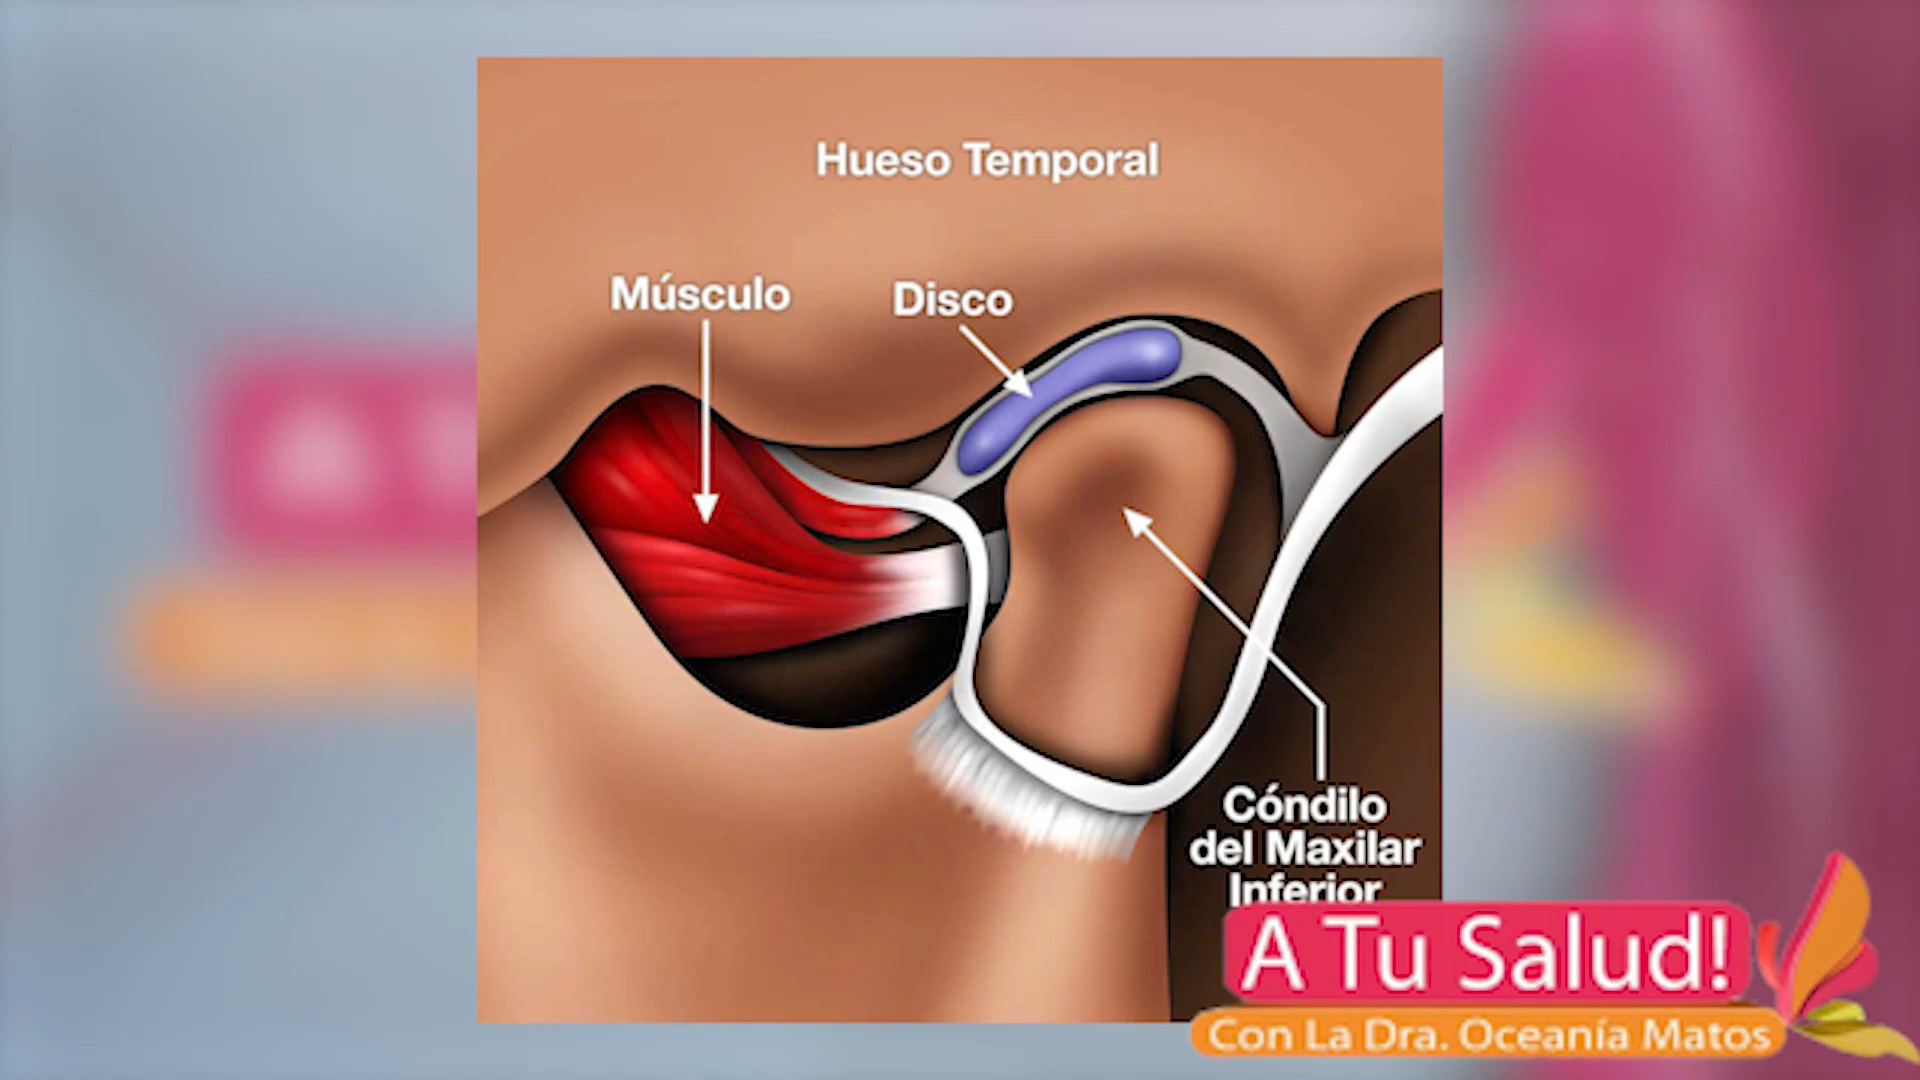 Hueso Temporal
Músculo
Disco
Cóndilo
del Maxilar
Inferior
A Tu Salud!
Con La Dra. Oceanía Matos